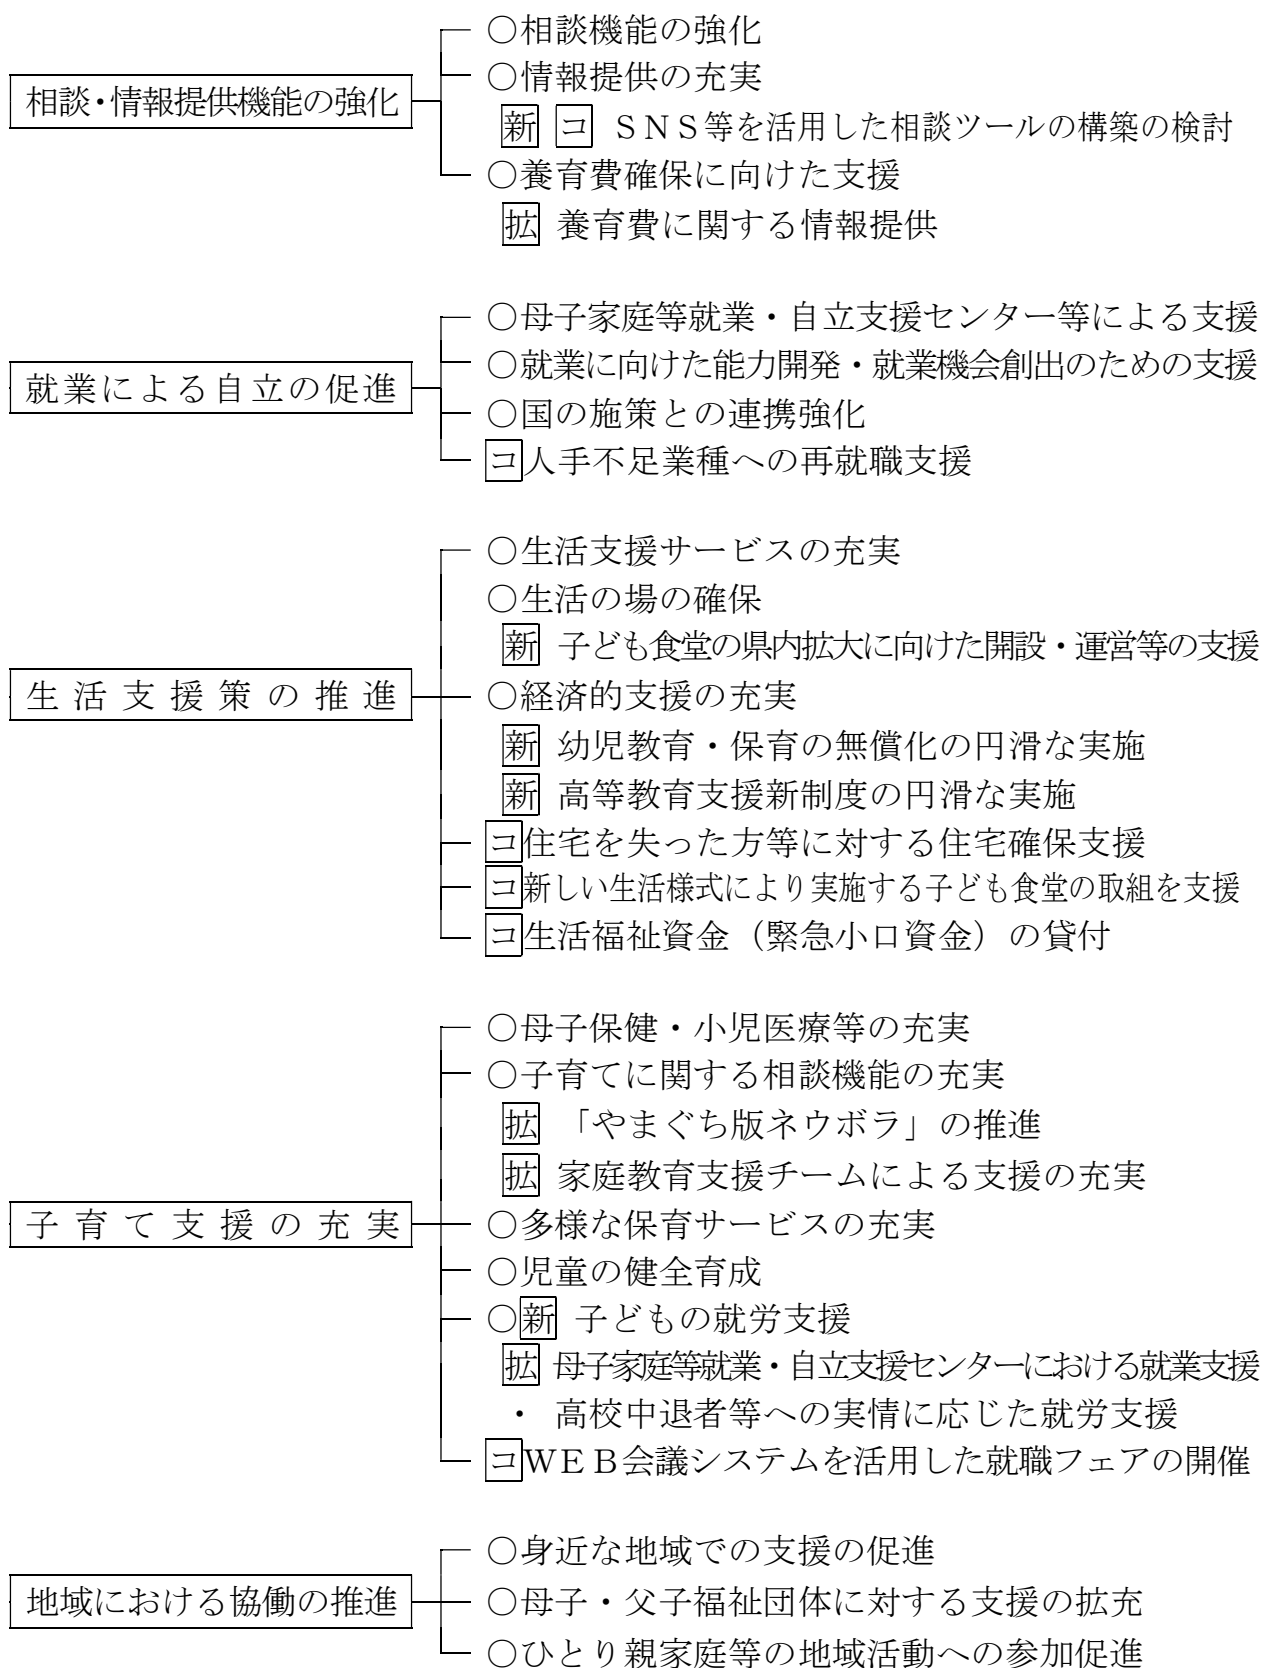 相談・情報提供機能の強化
○相談機能の強化
○情報提供の充実
新 コ ＳＮＳ等を活用した相談ツールの構築の検討
○養育費確保に向けた支援
拡 養育費に関する情報提供
就業による自立の促進
○母子家庭等就業・自立支援センター等による支援
○就業に向けた能力開発・就業機会創出のための支援
○国の施策との連携強化
コ人手不足業種への再就職支援
生活支援策の推進
○生活支援サービスの充実
○生活の場の確保
新 子ども食堂の県内拡大に向けた開設・運営等の支援
○経済的支援の充実
新 幼児教育・保育の無償化の円滑な実施
新 高等教育支援新制度の円滑な実施
コ住宅を失った方等に対する住宅確保支援
コ新しい生活様式により実施する子ども食堂の取組を支援
コ生活福祉資金（緊急小口資金）の貸付
子育て支援の充実
○母子保健・小児医療等の充実
○子育てに関する相談機能の充実
拡 「やまぐち版ネウボラ」の推進
拡 家庭教育支援チームによる支援の充実
○多様な保育サービスの充実
○児童の健全育成
○新 子どもの就労支援
拡 母子家庭等就業・自立支援センターにおける就業支援
・ 高校中退者等への実情に応じた就労支援
コＷＥＢ会議システムを活用した就職フェアの開催
地域における協働の推進
○身近な地域での支援の促進
○母子・父子福祉団体に対する支援の拡充
○ひとり親家庭等の地域活動への参加促進